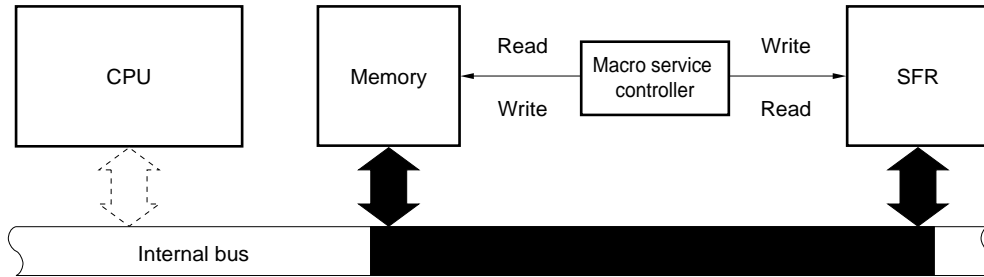 CPU
Memory
Read
Write
Macro service
controller
Write
Read
SFR
Internal bus